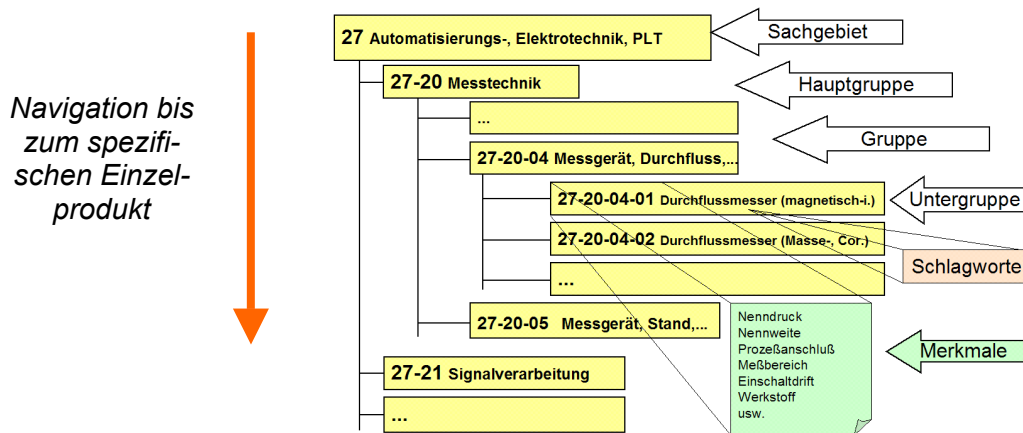 27 Automatisierungs-, Elektrotechnik, PLT
Sachgebiet
27-20 Messtechnik
Hauptgruppe
Navigation bis
zum spezifi-
schen Einzel-
produkt
...
Gruppe
27-20-04 Messgerät, Durchfluss,...
27-20-04-01 Durchflussmesser (magnetisch-i.)
Untergruppe
27-20-04-02 Durchflussmesser (Masse-, Cor.)
Schlagworte
...
27-20-05 Messgerät, Stand,...
Nenndruck
Nennweite
Prozeßanschluß
Meßbereich
Einschaltdrift
Werkstoff
usw.
Merkmale
27-21 Signalverarbeitung
...